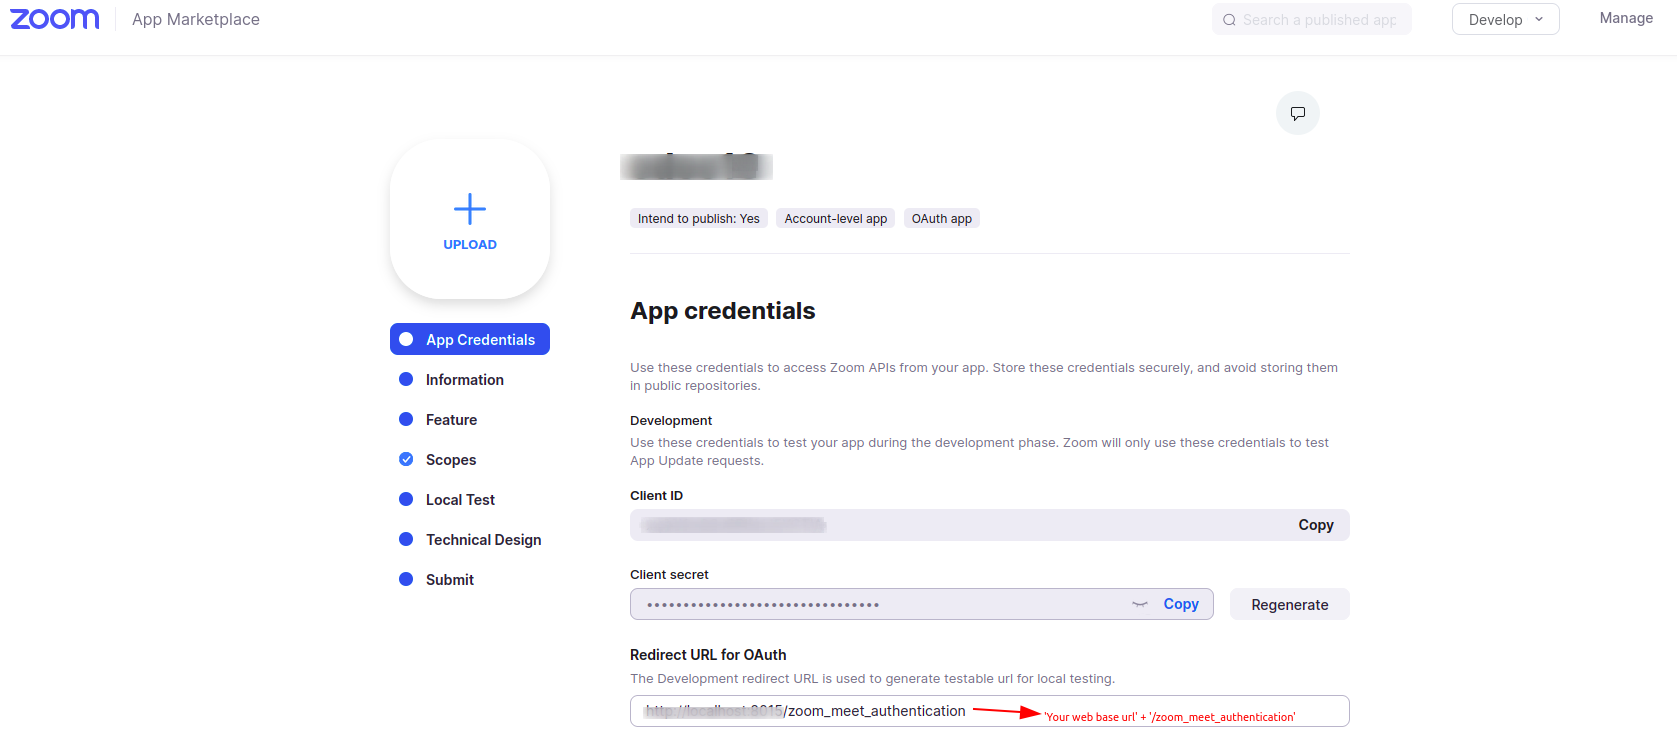 zoom App Marketplace Search a published app Develop Manage
UPLOAD
Intend to publish: Yes Account-level app OAuth app
App credentials
App Credentials
Information
Feature
Scopes
Local Test
Technical Design
Submit
Use these credentials to access Zoom APIs from your app. Store these credentials securely, and avoid storing them
in public repositories.
Development
Use these credentials to test your app during the development phase. Zoom will only use these credentials to test
App Update requests.
Client ID
Copy
Client secret
Copy Regenerate
Redirect URL for OAuth
The Development redirect URL is used to generate testable url for local testing.
http://localhost:8015/zoom_meet_authentication 'Your web base url' + '/zoom_meet_authentication'